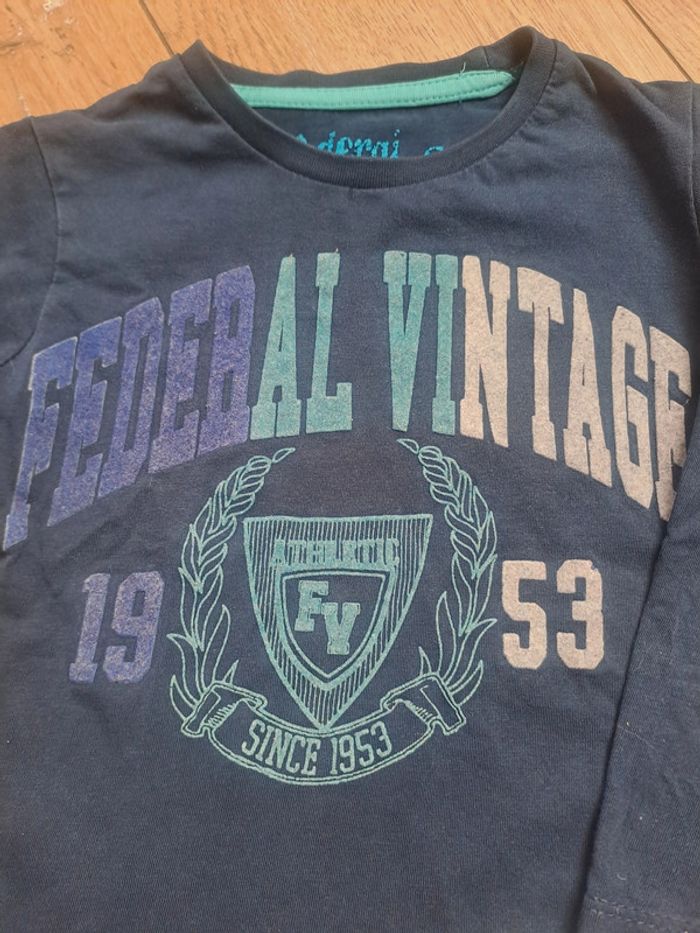 FEDERAL VINTAGE
19 53
ATHLETIC
FV
SINCE 1953